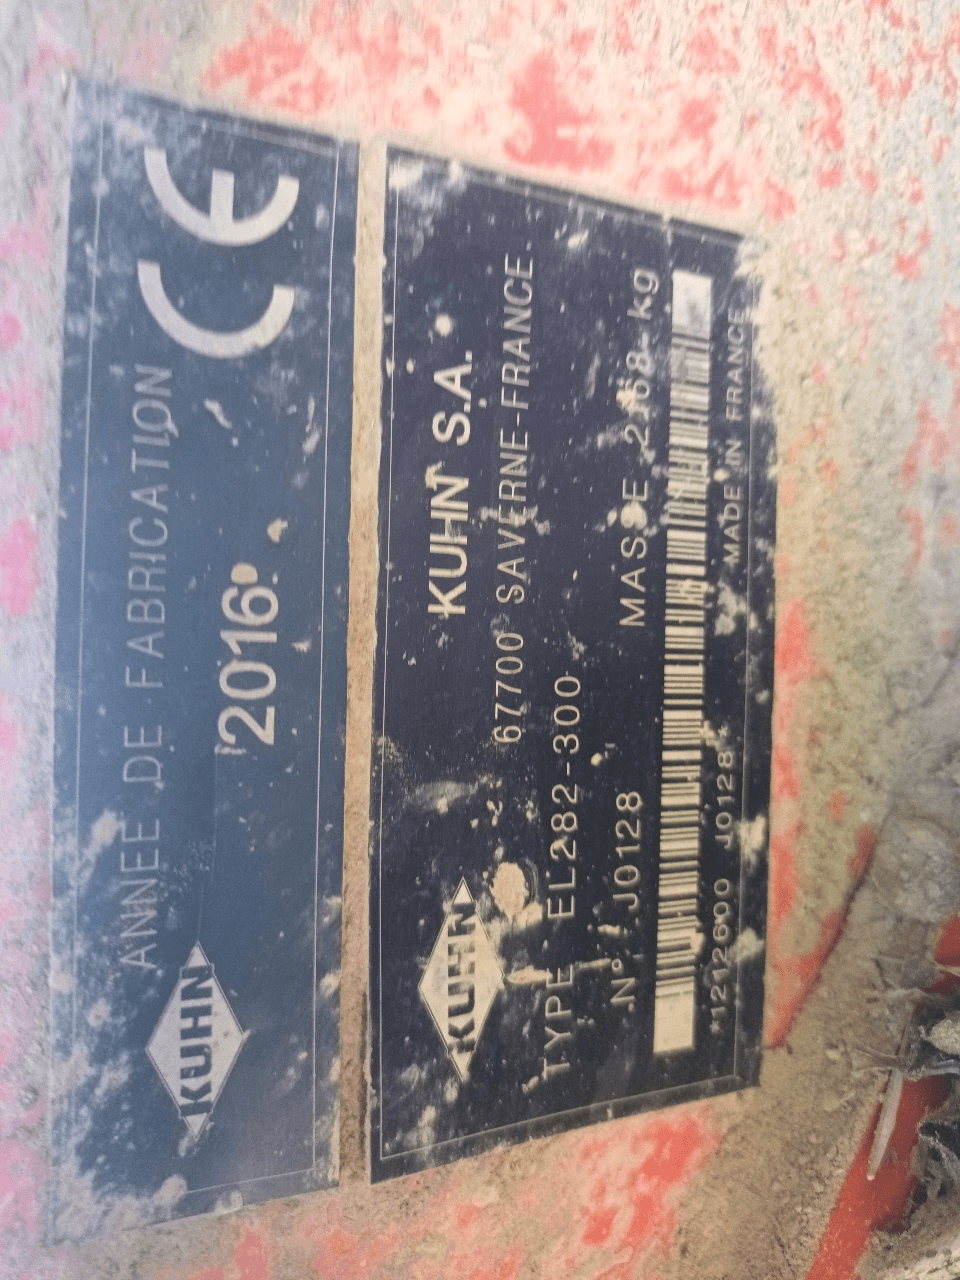 KUHN
ANNEE DE FABRICATION
2016
CE
KUHN
KUHN S.A.
67700 SAVERNE-FRANCE
TYPE EL282-300
N° J0128 MASSE 2168 kg
*1212600 J0128*
MADE IN FRANCE